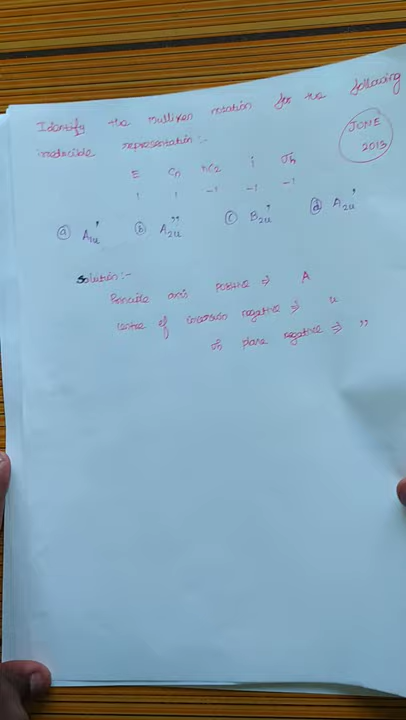 Identify the mulliken notation for the following
irreducible representation:-
JUNE
2013
E Cn nC2 i σh
1 1 -1 -1 -1
ⓐ A1u' ⓑ A2u'' ⓒ B2u' ⓓ A2u'
Solution:-
Principle axis positive ⇒ A
centre of inversion negative ⇒ u
σh plane negative ⇒ ''